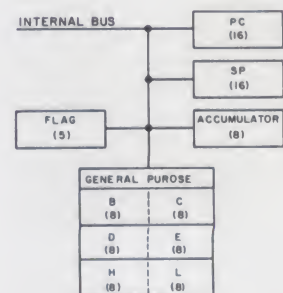 INTERNAL BUS
PC
(16)
SP
(16)
FLAG
(5)
ACCUMULATOR
(8)
GENERAL PUROSE
B C
(8) (8)
D E
(8) (8)
H L
(8) (8)